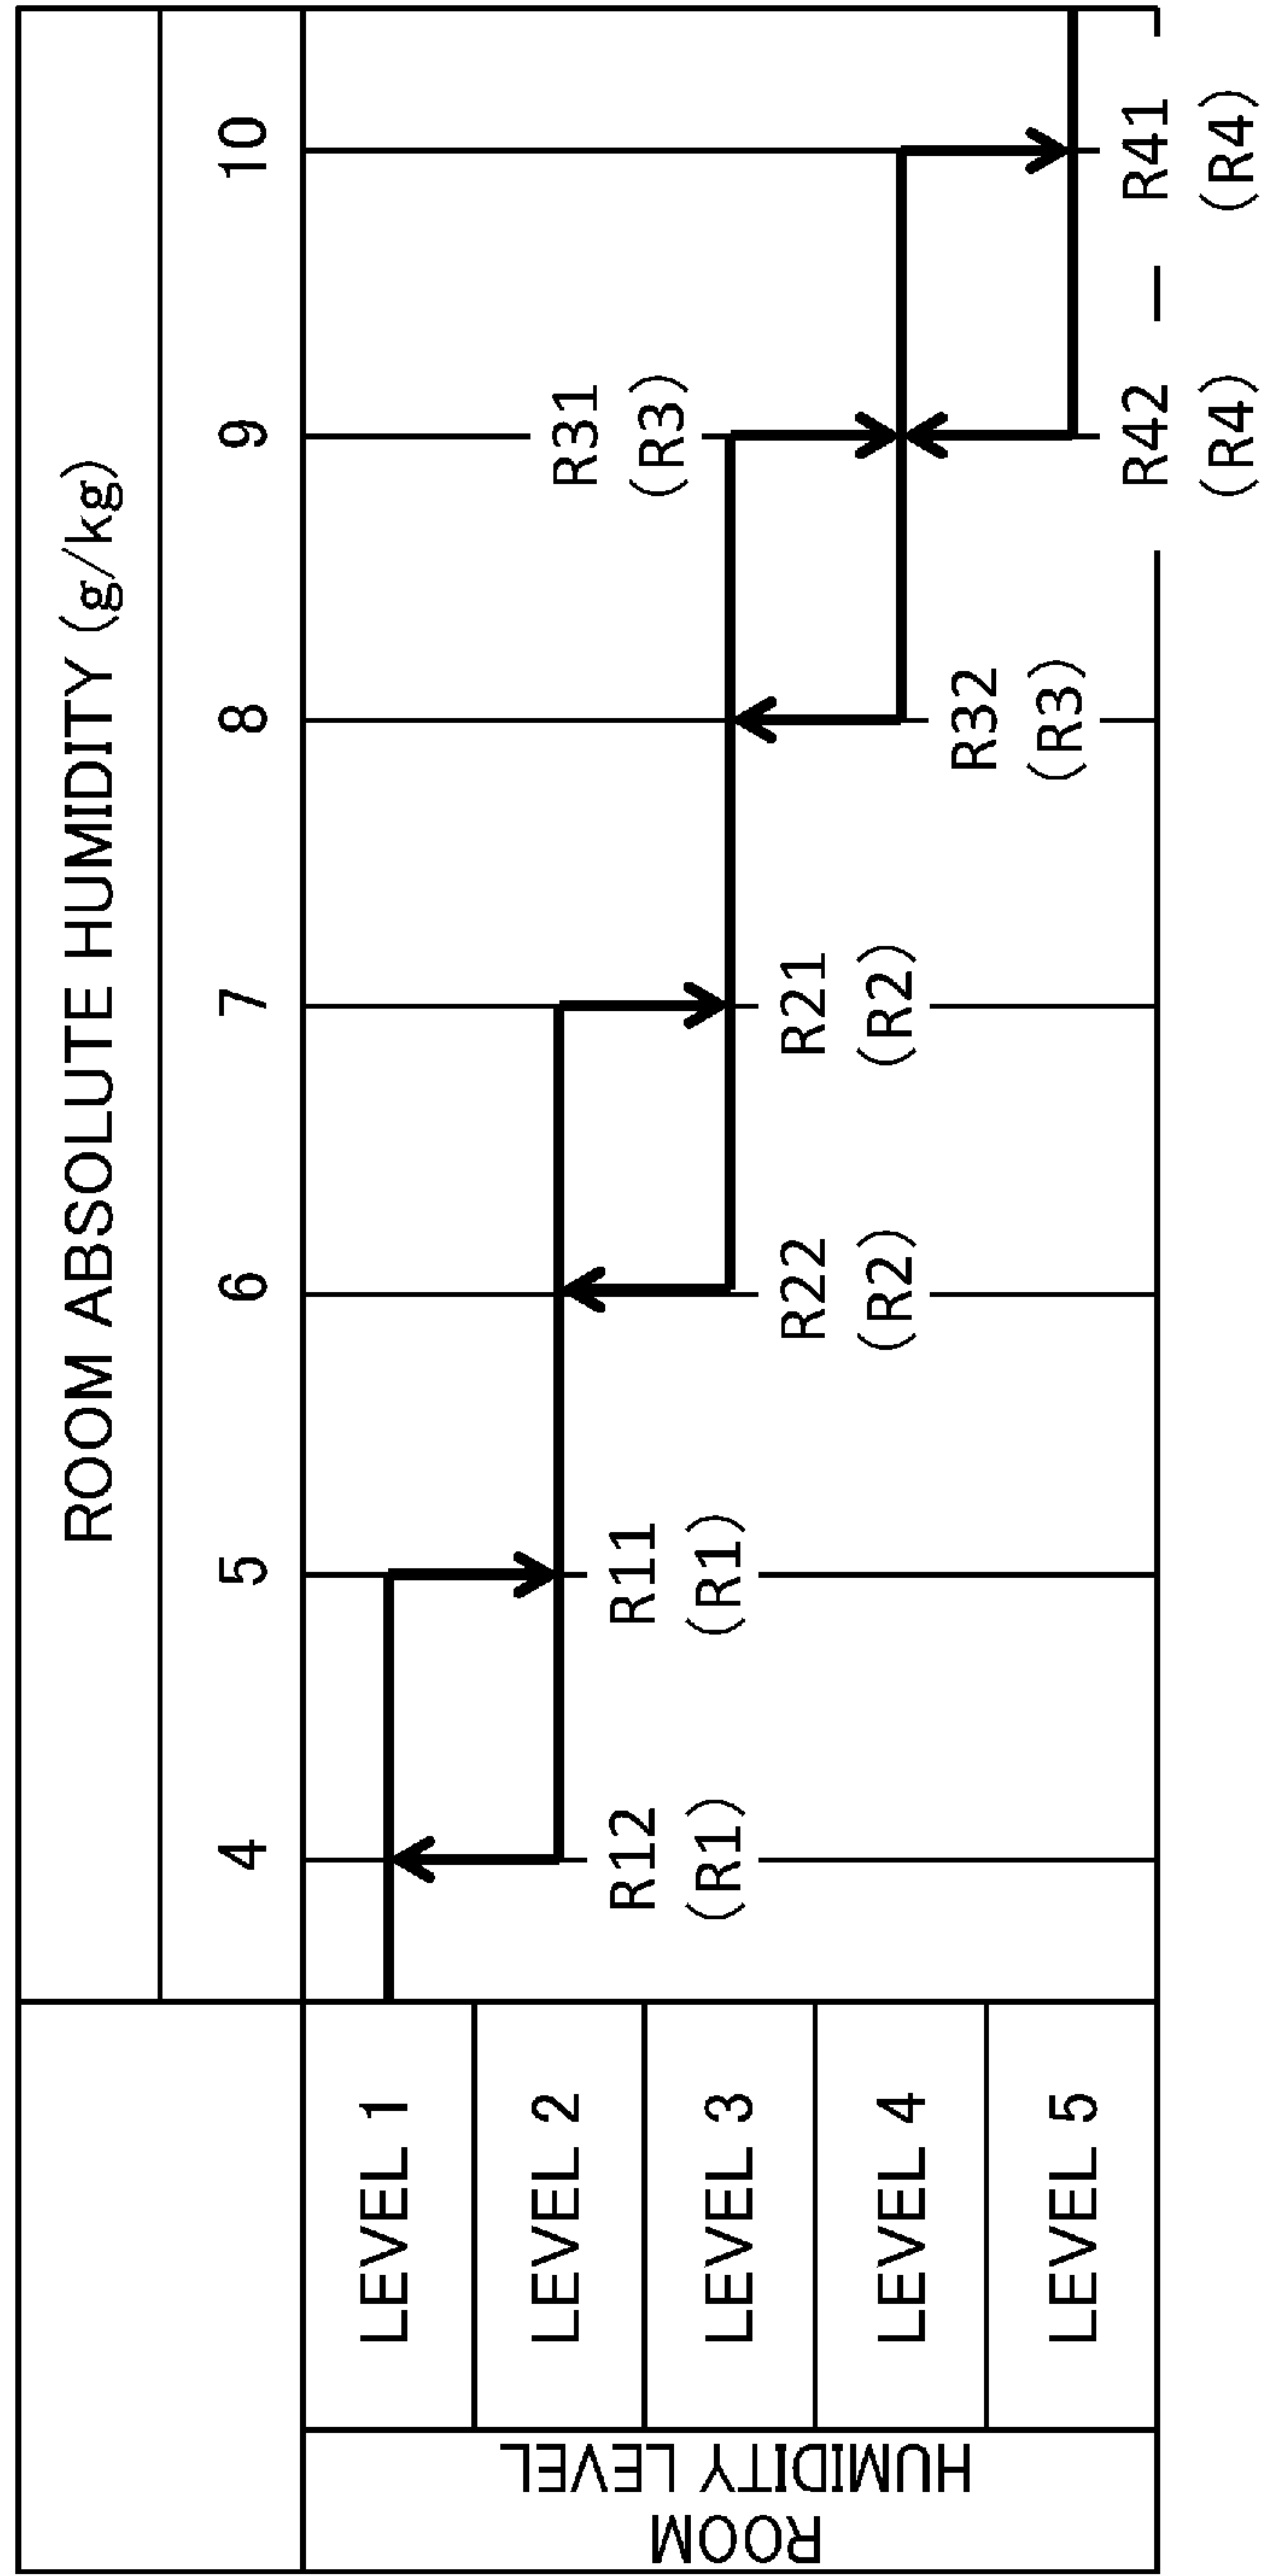 ROOM ABSOLUTE HUMIDITY (g/kg)
4 5 6 7 8 9 10
ROOM
HUMIDITY LEVEL
LEVEL 1
LEVEL 2
LEVEL 3
LEVEL 4
LEVEL 5
R12
(R1)
R11
(R1)
R22
(R2)
R21
(R2)
R32
(R3)
R31
(R3)
R42
(R4)
R41
(R4)